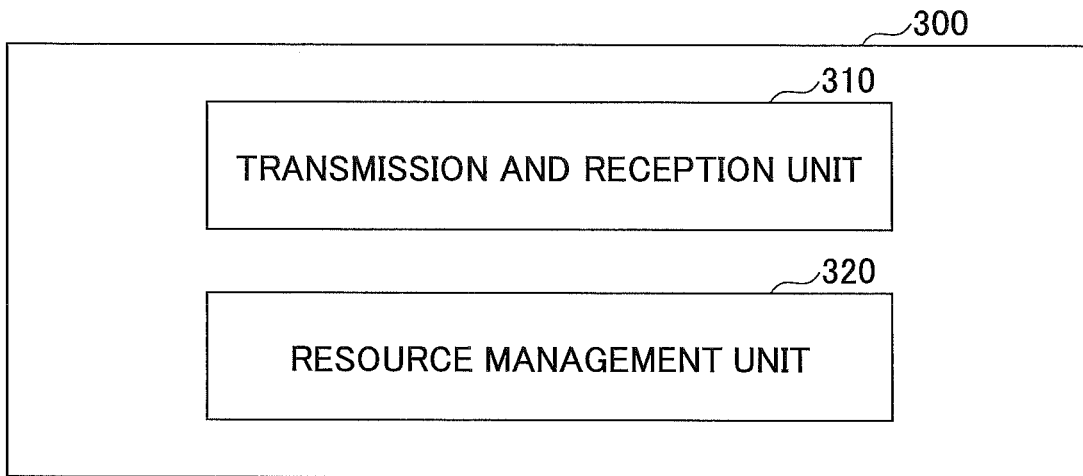 300
310
TRANSMISSION AND RECEPTION UNIT
320
RESOURCE MANAGEMENT UNIT